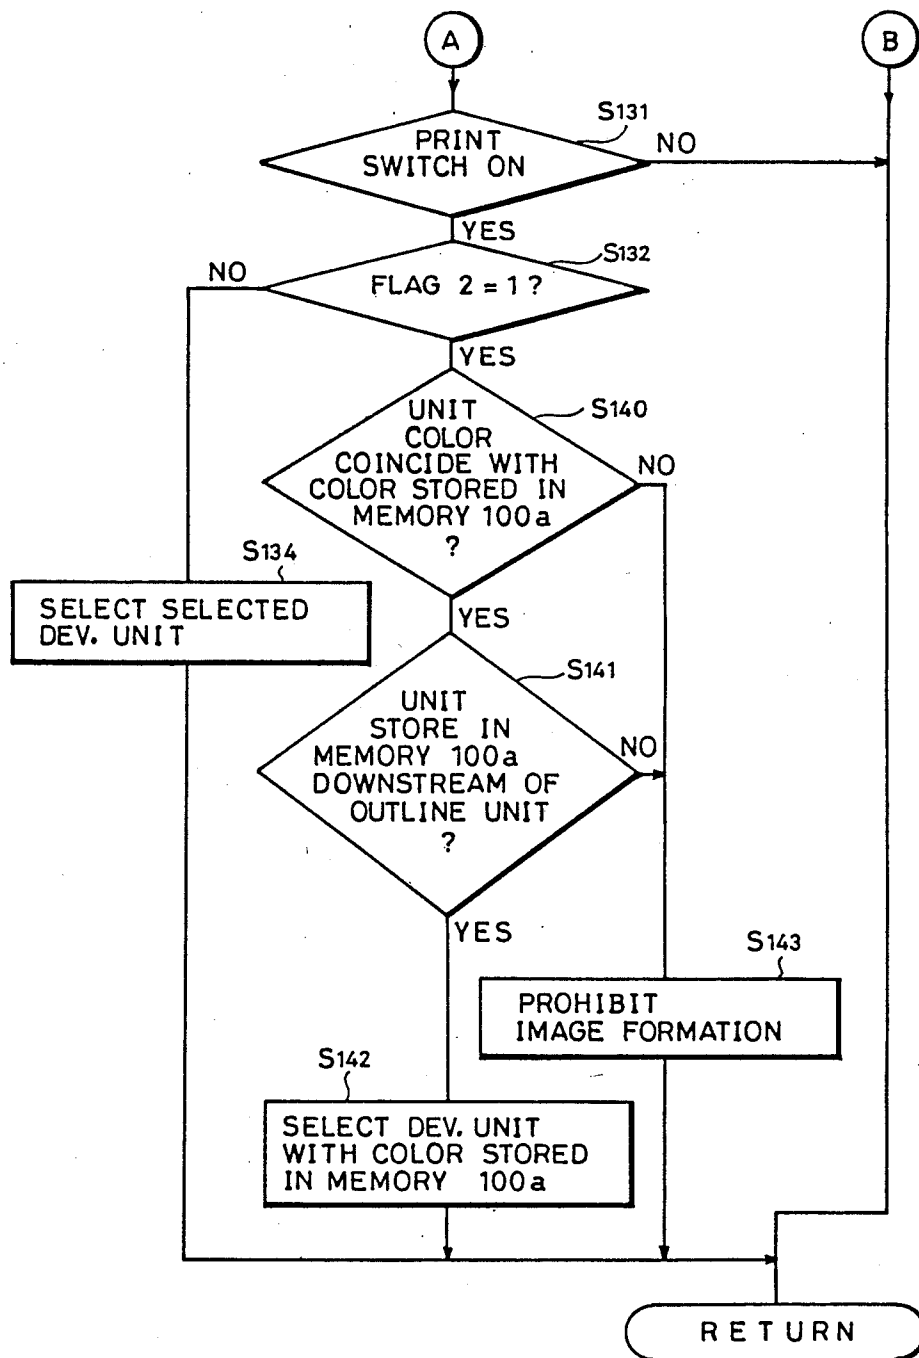 A
B
S131
PRINT
SWITCH ON
NO
YES
S132
NO
FLAG 2 = 1 ?
YES
S140
UNIT
COLOR
COINCIDE WITH
COLOR STORED IN
MEMORY 100a
?
NO
S134
SELECT SELECTED
DEV. UNIT
YES
S141
UNIT
STORE IN
MEMORY 100a
DOWNSTREAM OF
OUTLINE UNIT
?
NO
YES
S143
PROHIBIT
IMAGE FORMATION
S142
SELECT DEV. UNIT
WITH COLOR STORED
IN MEMORY 100a
RETURN